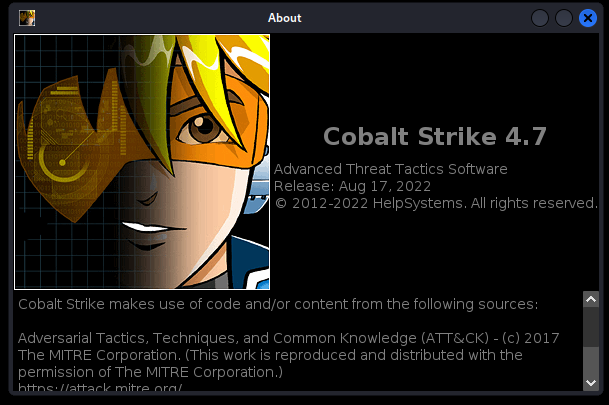 About
Cobalt Strike 4.7
Advanced Threat Tactics Software
Release: Aug 17, 2022
© 2012-2022 HelpSystems. All rights reserved.
Cobalt Strike makes use of code and/or content from the following sources:
Adversarial Tactics, Techniques, and Common Knowledge (ATT&CK) - (c) 2017
The MITRE Corporation. (This work is reproduced and distributed with the
permission of The MITRE Corporation.)
https://attack.mitre.org/